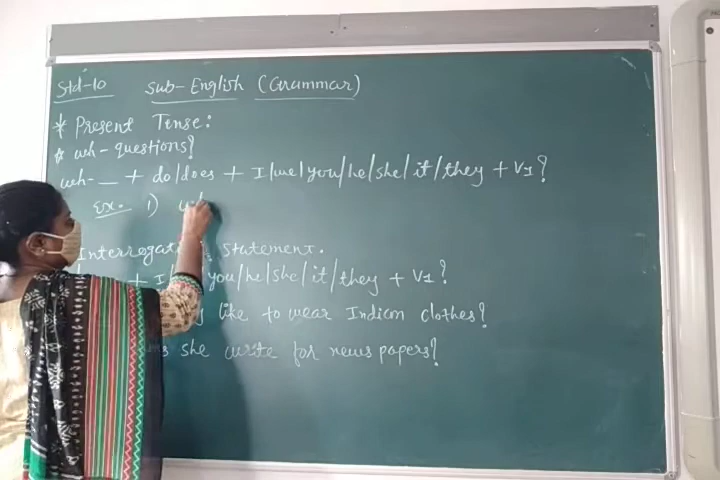 Std-10 Sub-English (Grammar)
* Present Tense:
* wh-questions?
wh-__ + do/does + I/we/you/he/she/it/they + V1?
Ex. 1) wh
Interrogative statement.
+ I/ you/he/she/it/they + V1?
like to wear Indian clothes?
she write for news papers?